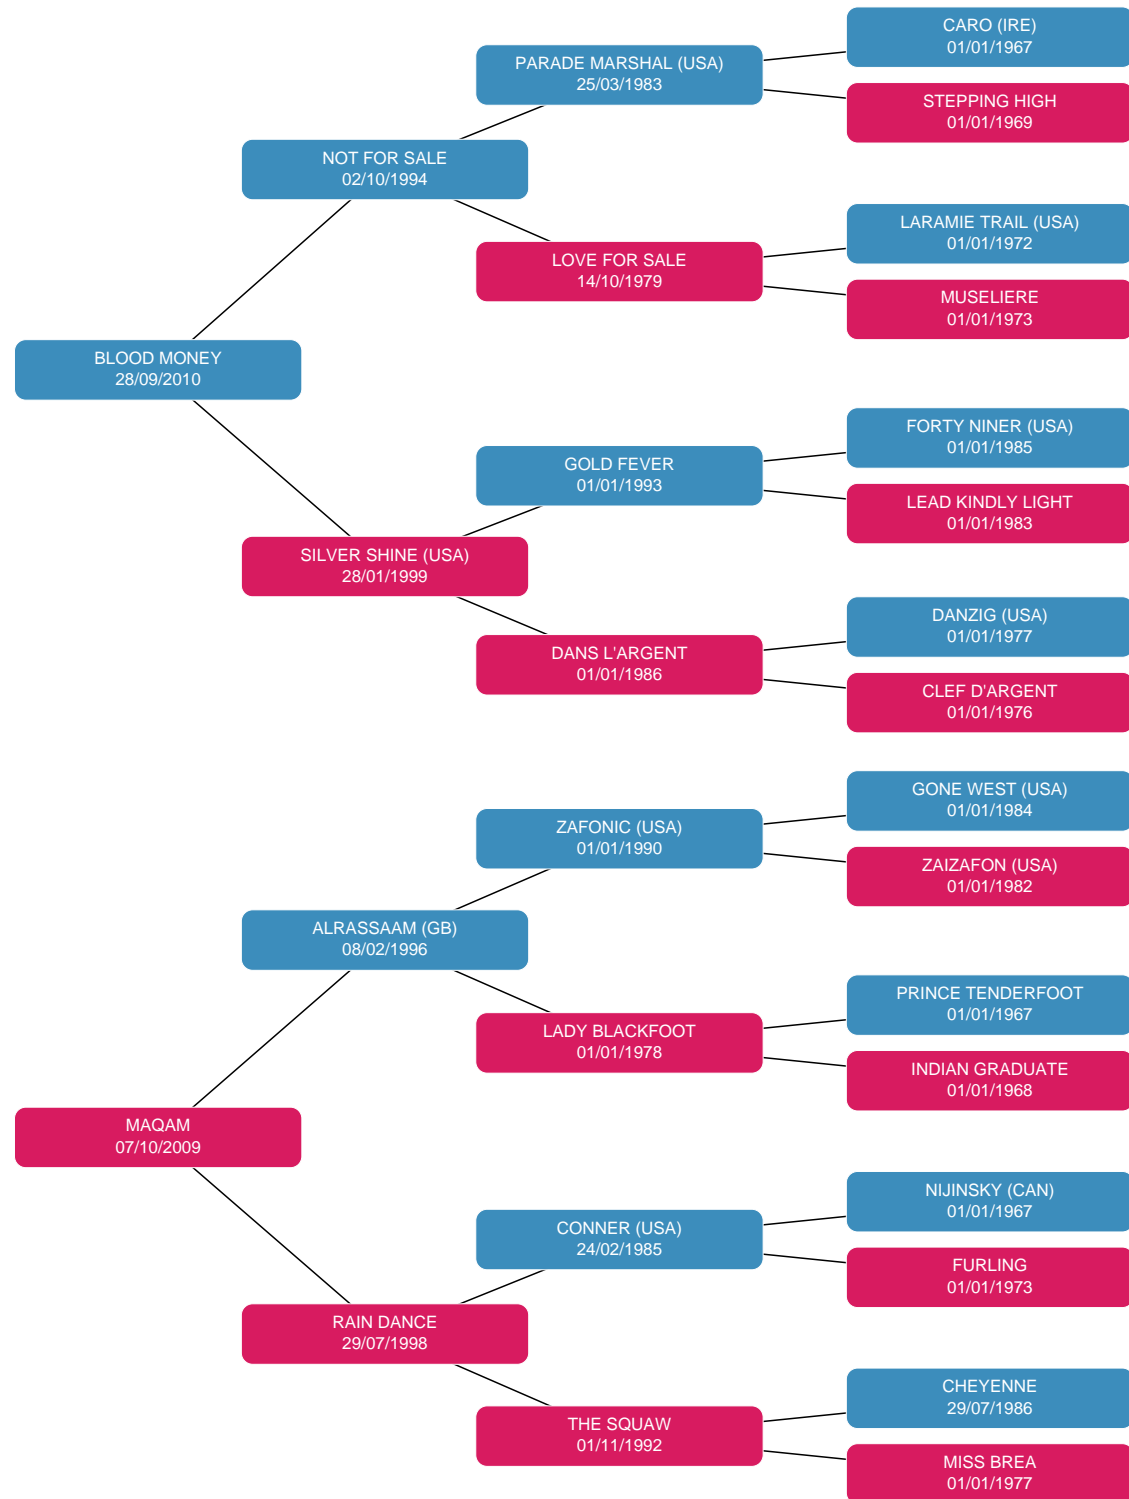 CARO (IRE)
01/01/1967
PARADE MARSHAL (USA)
25/03/1983
STEPPING HIGH
01/01/1969
NOT FOR SALE
02/10/1994
LARAMIE TRAIL (USA)
01/01/1972
LOVE FOR SALE
14/10/1979
MUSELIERE
01/01/1973
BLOOD MONEY
28/09/2010
FORTY NINER (USA)
01/01/1985
GOLD FEVER
01/01/1993
LEAD KINDLY LIGHT
01/01/1983
SILVER SHINE (USA)
28/01/1999
DANZIG (USA)
01/01/1977
DANS L'ARGENT
01/01/1986
CLEF D'ARGENT
01/01/1976
GONE WEST (USA)
01/01/1984
ZAFONIC (USA)
01/01/1990
ZAIZAFON (USA)
01/01/1982
ALRASSAAM (GB)
08/02/1996
PRINCE TENDERFOOT
01/01/1967
LADY BLACKFOOT
01/01/1978
INDIAN GRADUATE
01/01/1968
MAQAM
07/10/2009
NIJINSKY (CAN)
01/01/1967
CONNER (USA)
24/02/1985
FURLING
01/01/1973
RAIN DANCE
29/07/1998
CHEYENNE
29/07/1986
THE SQUAW
01/11/1992
MISS BREA
01/01/1977